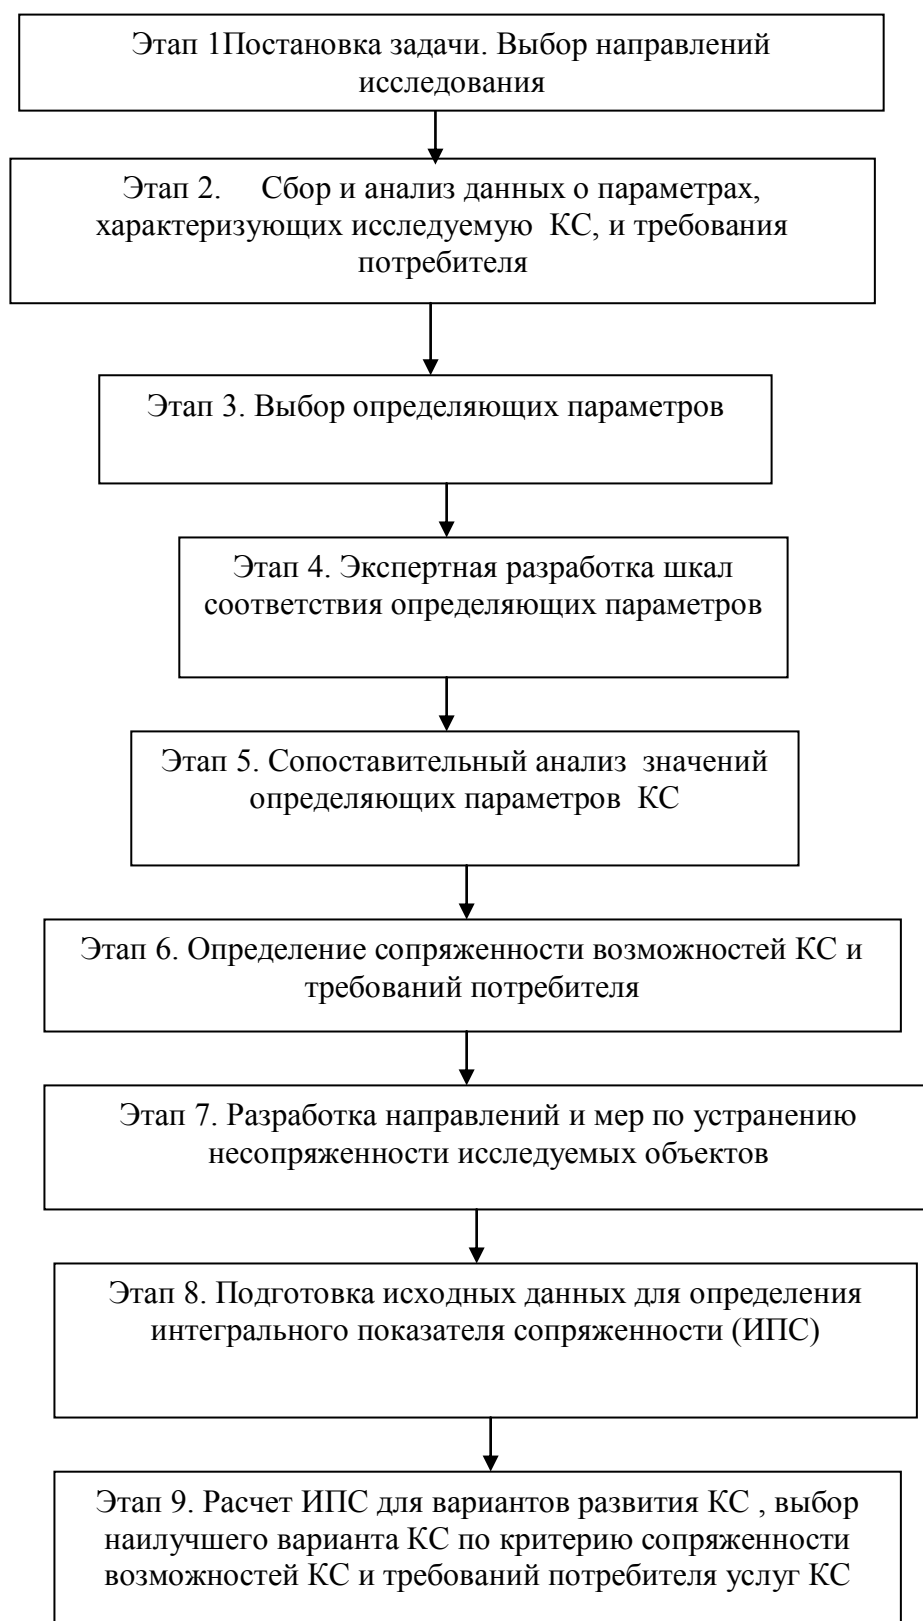 Этап 1Постановка задачи. Выбор направлений
исследования
Этап 2. Сбор и анализ данных о параметрах,
характеризующих исследуемую КС, и требования
потребителя
Этап 3. Выбор определяющих параметров
Этап 4. Экспертная разработка шкал
соответствия определяющих параметров
Этап 5. Сопоставительный анализ значений
определяющих параметров КС
Этап 6. Определение сопряженности возможностей КС и
требований потребителя
Этап 7. Разработка направлений и мер по устранению
несопряженности исследуемых объектов
Этап 8. Подготовка исходных данных для определения
интегрального показателя сопряженности (ИПС)
Этап 9. Расчет ИПС для вариантов развития КС , выбор
наилучшего варианта КС по критерию сопряженности
возможностей КС и требований потребителя услуг КС